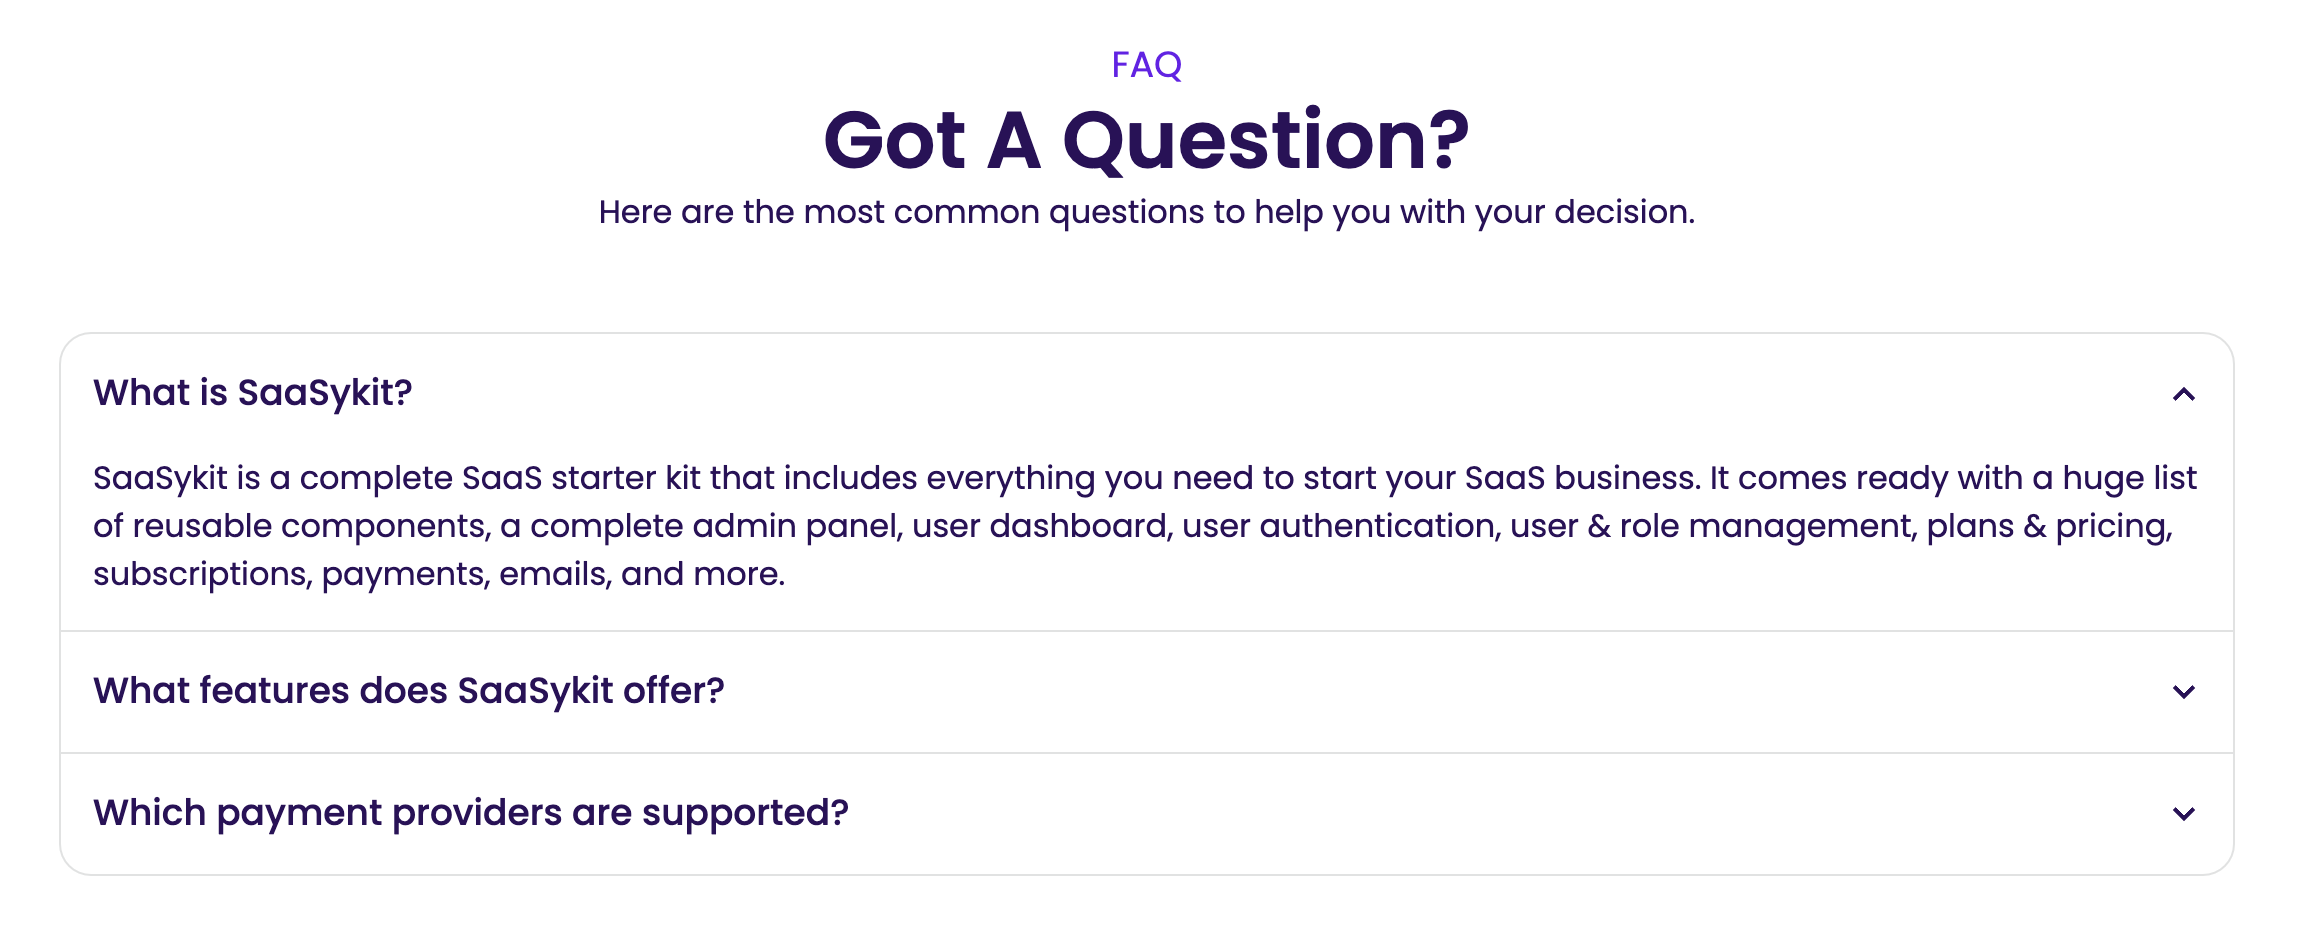 FAQ
Got A Question?
Here are the most common questions to help you with your decision.
What is SaaSykit?
SaaSykit is a complete SaaS starter kit that includes everything you need to start your SaaS business. It comes ready with a huge list
of reusable components, a complete admin panel, user dashboard, user authentication, user & role management, plans & pricing,
subscriptions, payments, emails, and more.
What features does SaaSykit offer?
Which payment providers are supported?